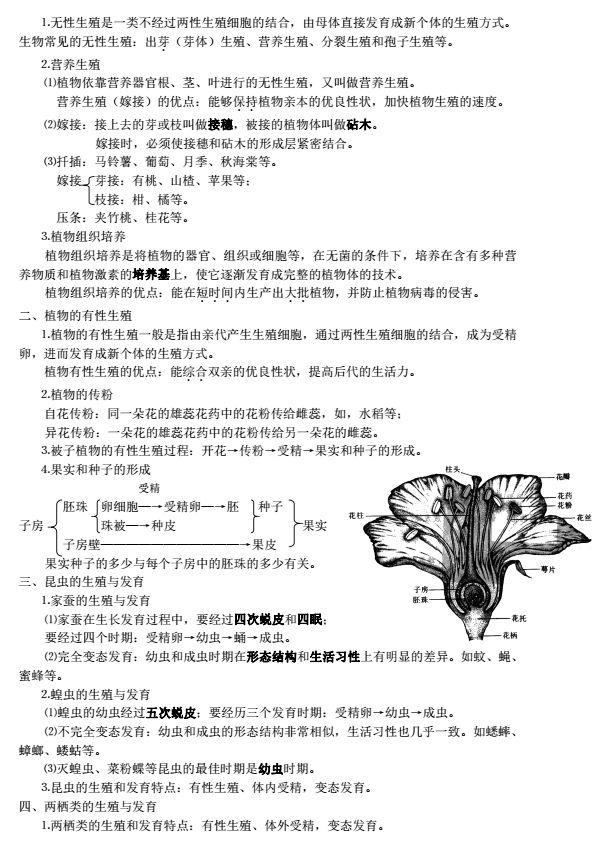 1.无性生殖是一类不经过两性生殖细胞的结合，由母体直接发育成新个体的生殖方式。
生物常见的无性生殖：出芽（芽体）生殖、营养生殖、分裂生殖和孢子生殖等。
2.营养生殖
⑴植物依靠营养器官根、茎、叶进行的无性生殖，又叫做营养生殖。
营养生殖（嫁接）的优点：能够保持植物亲本的优良性状，加快植物生殖的速度。
⑵嫁接：接上去的芽或枝叫做接穗，被接的植物体叫做砧木。
嫁接时，必须使接穗和砧木的形成层紧密结合。
⑶扦插：马铃薯、葡萄、月季、秋海棠等。
嫁接 芽接：有桃、山楂、苹果等；
枝接：柑、橘等。
压条：夹竹桃、桂花等。
3.植物组织培养
植物组织培养是将植物的器官、组织或细胞等，在无菌的条件下，培养在含有多种营
养物质和植物激素的培养基上，使它逐渐发育成完整的植物体的技术。
植物组织培养的优点：能在短时间内生产出大批植物，并防止植物病毒的侵害。
二、植物的有性生殖
1.植物的有性生殖一般是指由亲代产生生殖细胞，通过两性生殖细胞的结合，成为受精
卵，进而发育成新个体的生殖方式。
植物有性生殖的优点：能综合双亲的优良性状，提高后代的生活力。
2.植物的传粉
自花传粉：同一朵花的雄蕊花药中的花粉传给雌蕊，如，水稻等；
异花传粉：一朵花的雄蕊花药中的花粉传给另一朵花的雌蕊。
3.被子植物的有性生殖过程：开花→传粉→受精→果实和种子的形成。
4.果实和种子的形成
受精
胚珠 卵细胞—→受精卵—→胚 种子
子房 珠被—→种皮 果实
子房壁————————————→果皮
果实种子的多少与每个子房中的胚珠的多少有关。
柱头
花瓣
花药
花粉
花丝
花柱
萼片
子房
胚珠
花托
花柄
三、昆虫的生殖与发育
1.家蚕的生殖与发育
⑴家蚕在生长发育过程中，要经过四次蜕皮和四眠；
要经过四个时期：受精卵→幼虫→蛹→成虫。
⑵完全变态发育：幼虫和成虫时期在形态结构和生活习性上有明显的差异。如蚊、蝇、
蜜蜂等。
2.蝗虫的生殖与发育
⑴蝗虫的幼虫经过五次蜕皮；要经历三个发育时期：受精卵→幼虫→成虫。
⑵不完全变态发育：幼虫和成虫的形态结构非常相似，生活习性也几乎一致。如蟋蟀、
蟑螂、蝼蛄等。
⑶灭蝗虫、菜粉蝶等昆虫的最佳时期是幼虫时期。
3.昆虫的生殖和发育特点：有性生殖、体内受精，变态发育。
四、两栖类的生殖与发育
1.两栖类的生殖和发育特点：有性生殖、体外受精，变态发育。